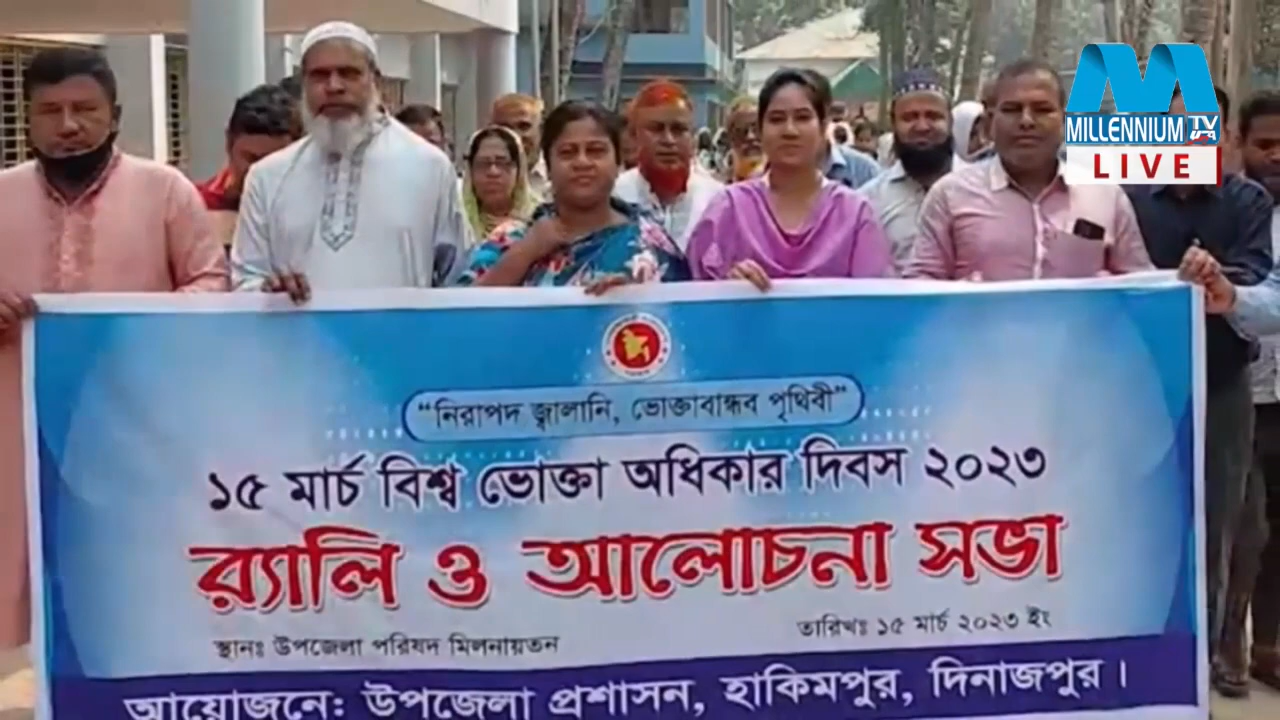 MILLENNIUM TV
LIVE
“নিরাপদ জ্বালানি, ভোক্তাবান্ধব পৃথিবী”
১৫ মার্চ বিশ্ব ভোক্তা অধিকার দিবস ২০২৩
র‍্যালি ও আলোচনা সভা
স্থানঃ উপজেলা পরিষদ মিলনায়তন
তারিখঃ ১৫ মার্চ ২০২৩ ইং
আয়োজনে: উপজেলা প্রশাসন, হাকিমপুর, দিনাজপুর।